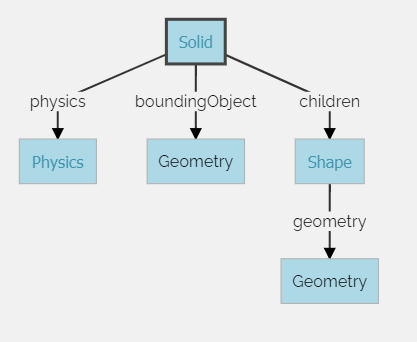 Solid
physics boundingObject children
Physics Geometry Shape
geometry
Geometry